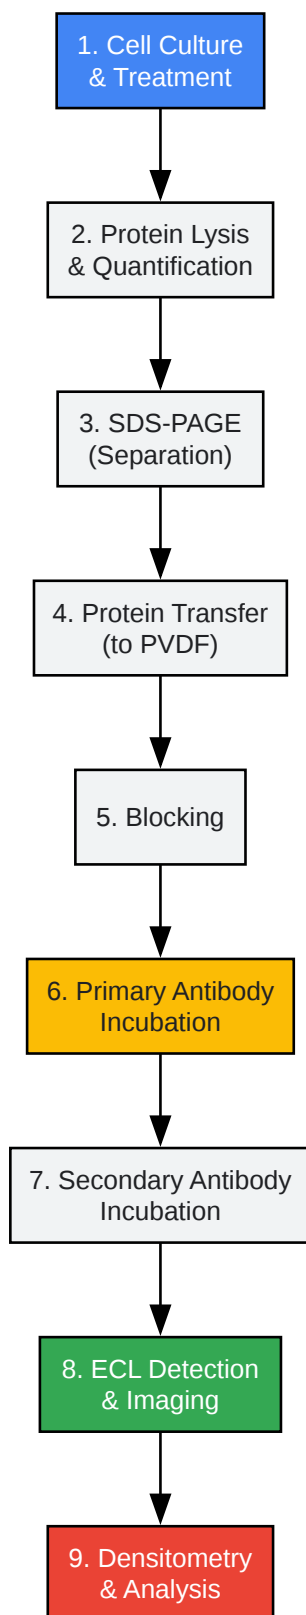 1. Cell Culture
& Treatment
2. Protein Lysis
& Quantification
3. SDS-PAGE
(Separation)
4. Protein Transfer
(to PVDF)
5. Blocking
6. Primary Antibody
Incubation
7. Secondary Antibody
Incubation
8. ECL Detection
& Imaging
9. Densitometry
& Analysis